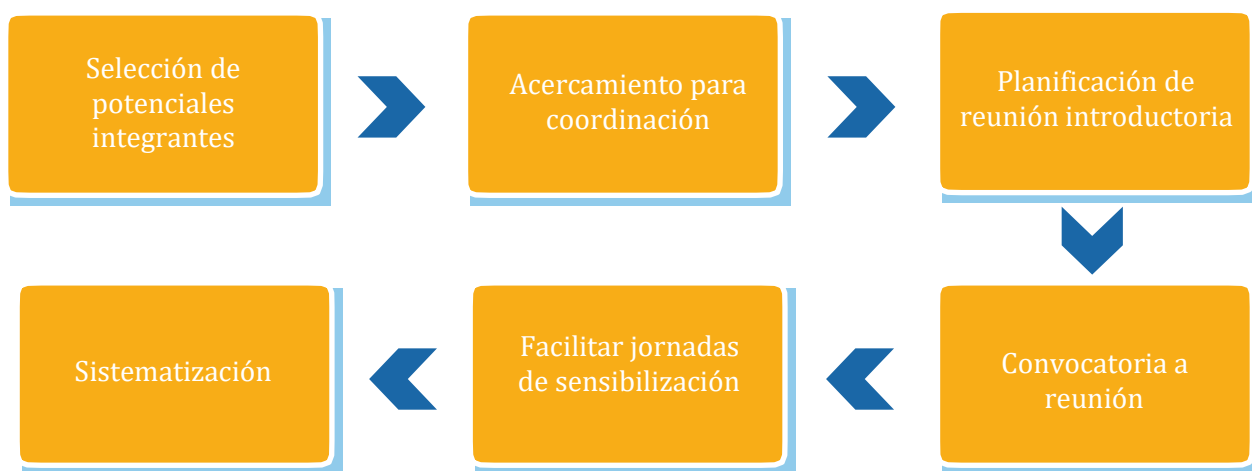 Selección de
potenciales
integrantes
Acercamiento para
coordinación
Planificación de
reunión introductoria
Convocatoria a
reunión
Facilitar jornadas
de sensibilización
Sistematización